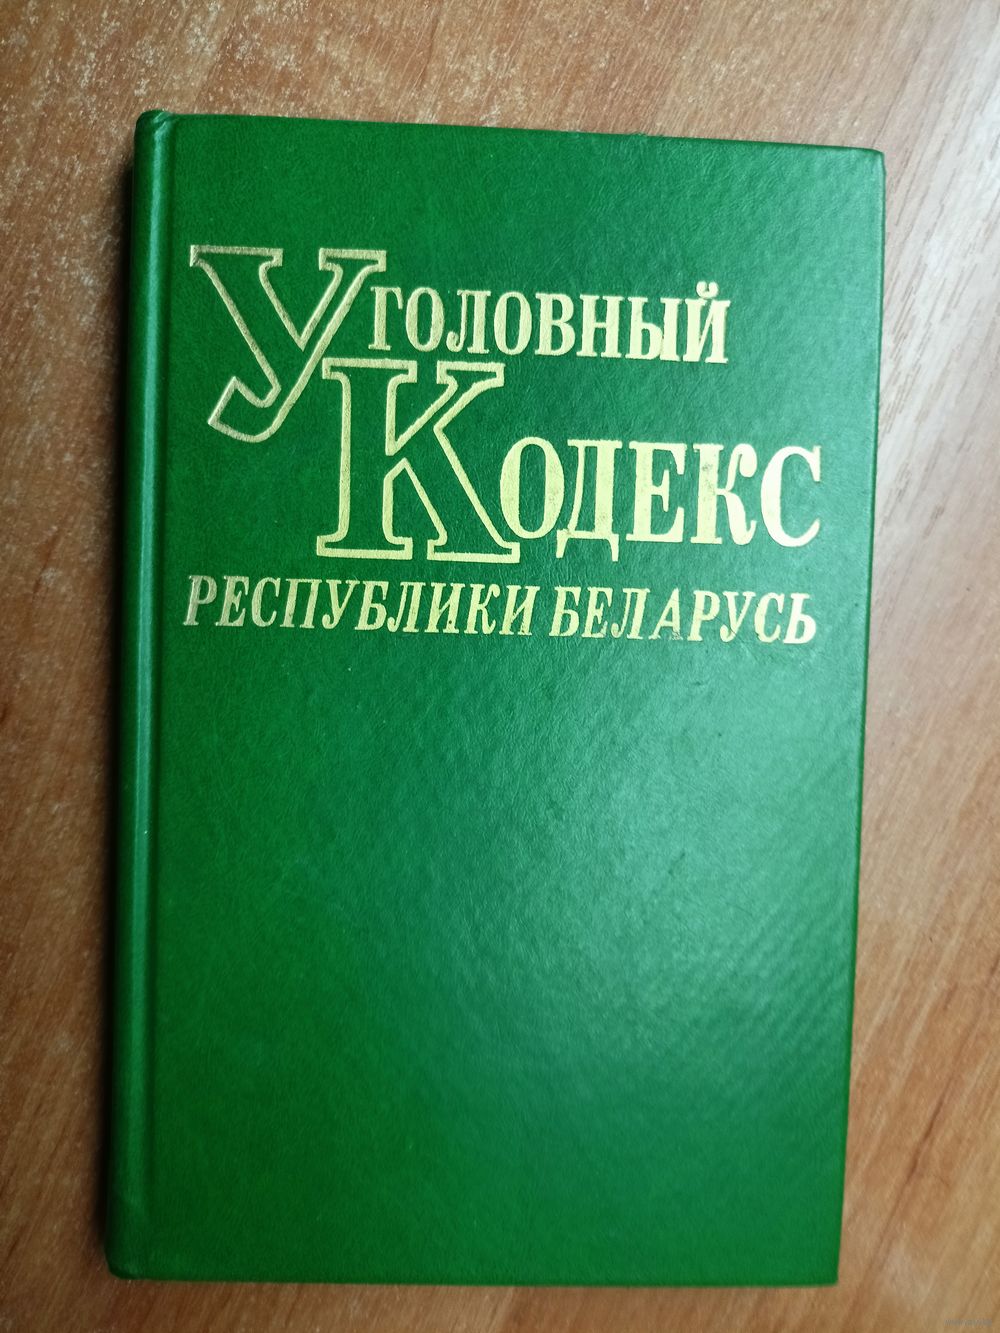 Уголовный
Кодекс
РЕСПУБЛИКИ БЕЛАРУСЬ